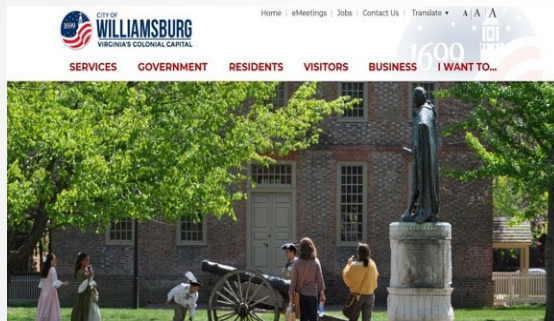 Home | eMeetings | Jobs | Contact Us | Translate ▾ A | A | A
1699
CITY OF
WILLIAMSBURG
VIRGINIA'S COLONIAL CAPITAL
1699
SERVICES GOVERNMENT RESIDENTS VISITORS BUSINESS I WANT TO...